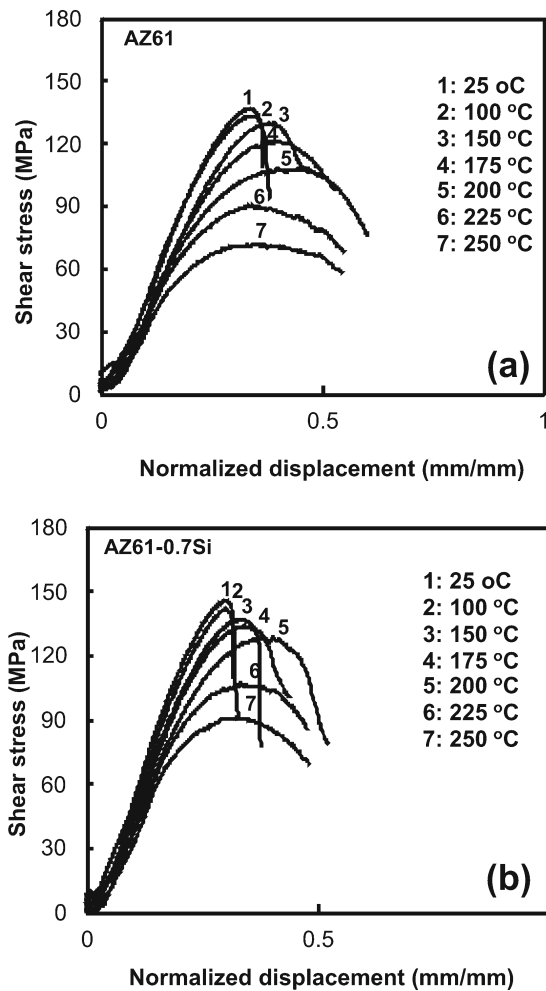 180
AZ61
150
120
90
60
30
0
Shear stress (MPa)
1
2
3
4
5
6
7
1: 25 oC
2: 100 °C
3: 150 °C
4: 175 °C
5: 200 °C
6: 225 °C
7: 250 °C
(a)
0
0.5
1
Normalized displacement (mm/mm)
180
AZ61-0.7Si
150
120
90
60
30
0
Shear stress (MPa)
12
3
4
5
6
7
1: 25 oC
2: 100 °C
3: 150 °C
4: 175 °C
5: 200 °C
6: 225 °C
7: 250 °C
(b)
0
0.5
Normalized displacement (mm/mm)